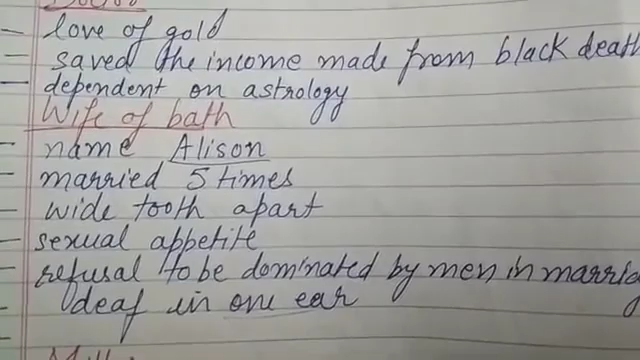 love of gold
- saved the income made from black death
- dependent on astrology
Wife of bath
- name Alison
- married 5 times
- wide tooth apart
- sexual appetite
- refusal to be dominated by men in marriag
deaf in one ear